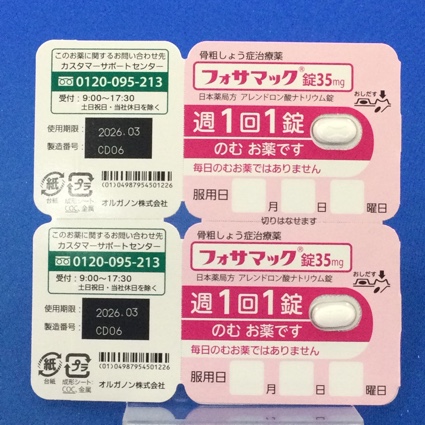 このお薬に関するお問い合わせ先
カスタマーサポートセンター
0120-095-213
受付：9:00〜17:30
土日祝日・当社休日を除く
使用期限：
2026.03
製造番号：
CD06
紙
台紙
プラ
成形シート:
COC,金属
(01)04987954501226
オルガノン株式会社
骨粗しょう症治療薬
フォサマック®錠35mg
日本薬局方 アレンドロン酸ナトリウム錠
おしだす
週1回1錠
のむ お薬です
毎日のむお薬ではありません
服用日
月
日
曜日
切りはなせます
このお薬に関するお問い合わせ先
カスタマーサポートセンター
0120-095-213
受付：9:00〜17:30
土日祝日・当社休日を除く
使用期限：
2026.03
製造番号：
CD06
紙
台紙
プラ
成形シート:
COC,金属
(01)04987954501226
オルガノン株式会社
骨粗しょう症治療薬
フォサマック®錠35mg
日本薬局方 アレンドロン酸ナトリウム錠
おしだす
週1回1錠
のむ お薬です
毎日のむお薬ではありません
服用日
月
日
曜日